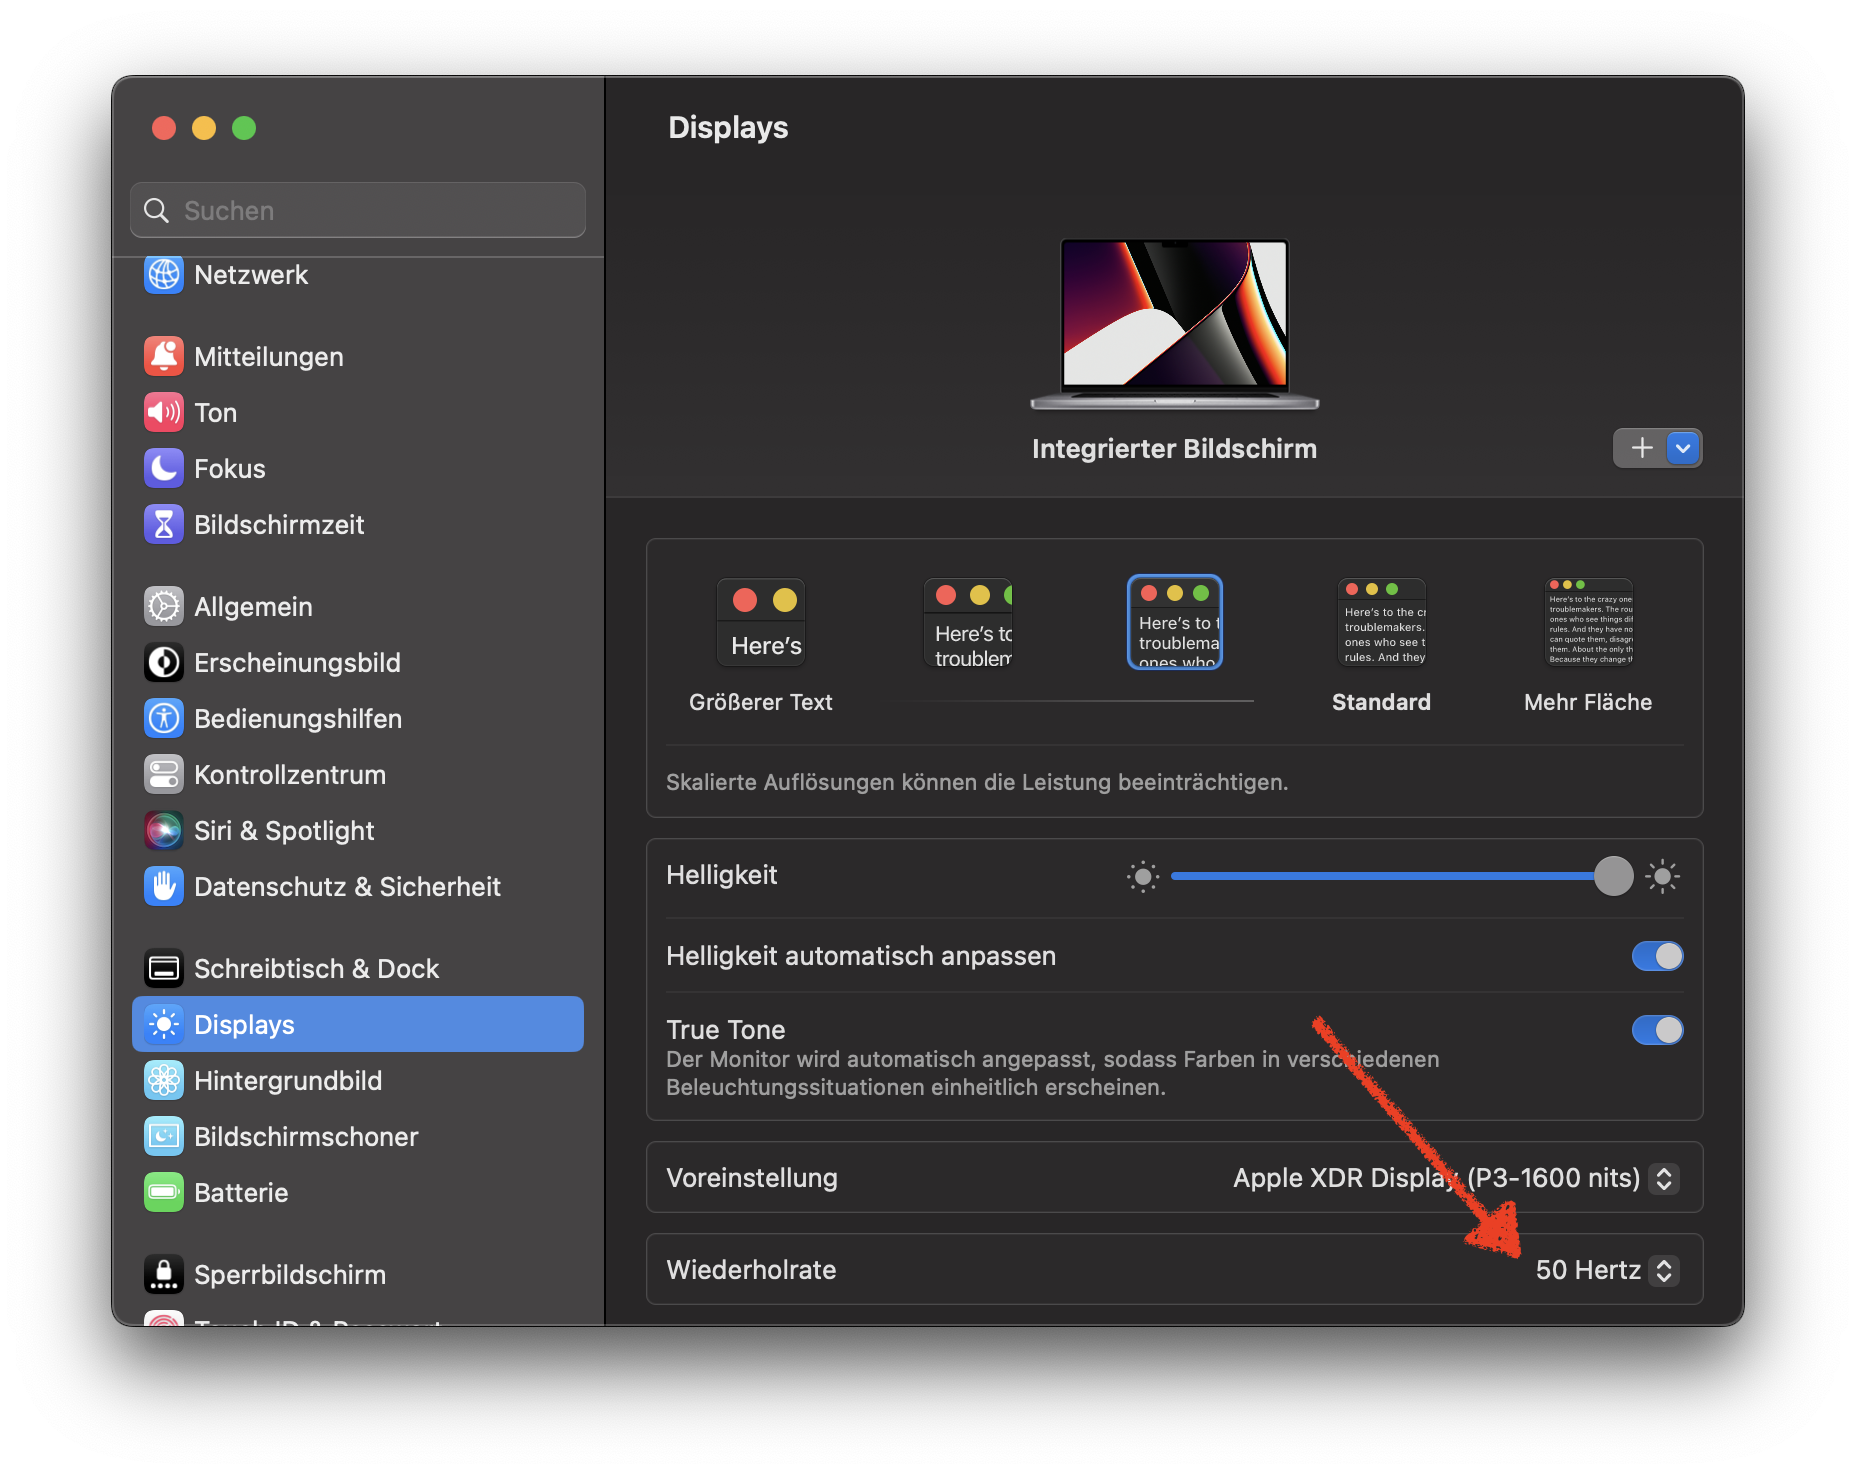 Suchen
Netzwerk
Mitteilungen
Ton
Fokus
Bildschirmzeit
Allgemein
Erscheinungsbild
Bedienungshilfen
Kontrollzentrum
Siri & Spotlight
Datenschutz & Sicherheit
Schreibtisch & Dock
Displays
Hintergrundbild
Bildschirmschoner
Batterie
Sperrbildschirm
Displays
Integrierter Bildschirm
Here's
Here's to
troublem
Here's to t
troublema
ones who
Here's to the cr
troublemakers.
ones who see t
rules. And they
Here's to the crazy one
troublemakers. The rou
ones who see things dif
rules. And they have no
can quote them, disagr
them. About the only th
Because they change th
Größerer Text
Standard
Mehr Fläche
Skalierte Auflösungen können die Leistung beeinträchtigen.
Helligkeit
Helligkeit automatisch anpassen
True Tone
Der Monitor wird automatisch angepasst, sodass Farben in verschiedenen
Beleuchtungssituationen einheitlich erscheinen.
Voreinstellung
Apple XDR Display (P3-1600 nits)
Wiederholrate
50 Hertz